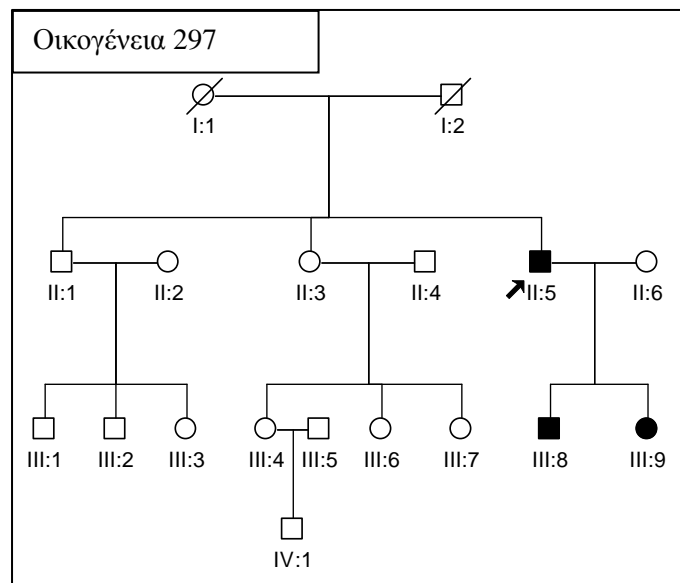 Οικογένεια 297
I:1 I:2
II:1 II:2 II:3 II:4 II:5 II:6
III:1 III:2 III:3 III:4 III:5 III:6 III:7 III:8 III:9
IV:1